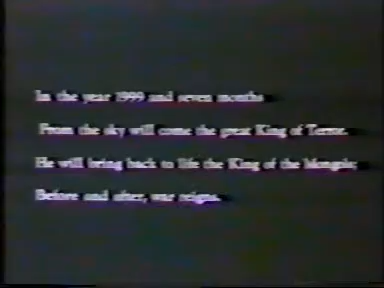 In the year 1999 and seven months
From the sky will come the great King of Terror.
He will bring back to life the King of the Mongols;
Before and after, war reigns.